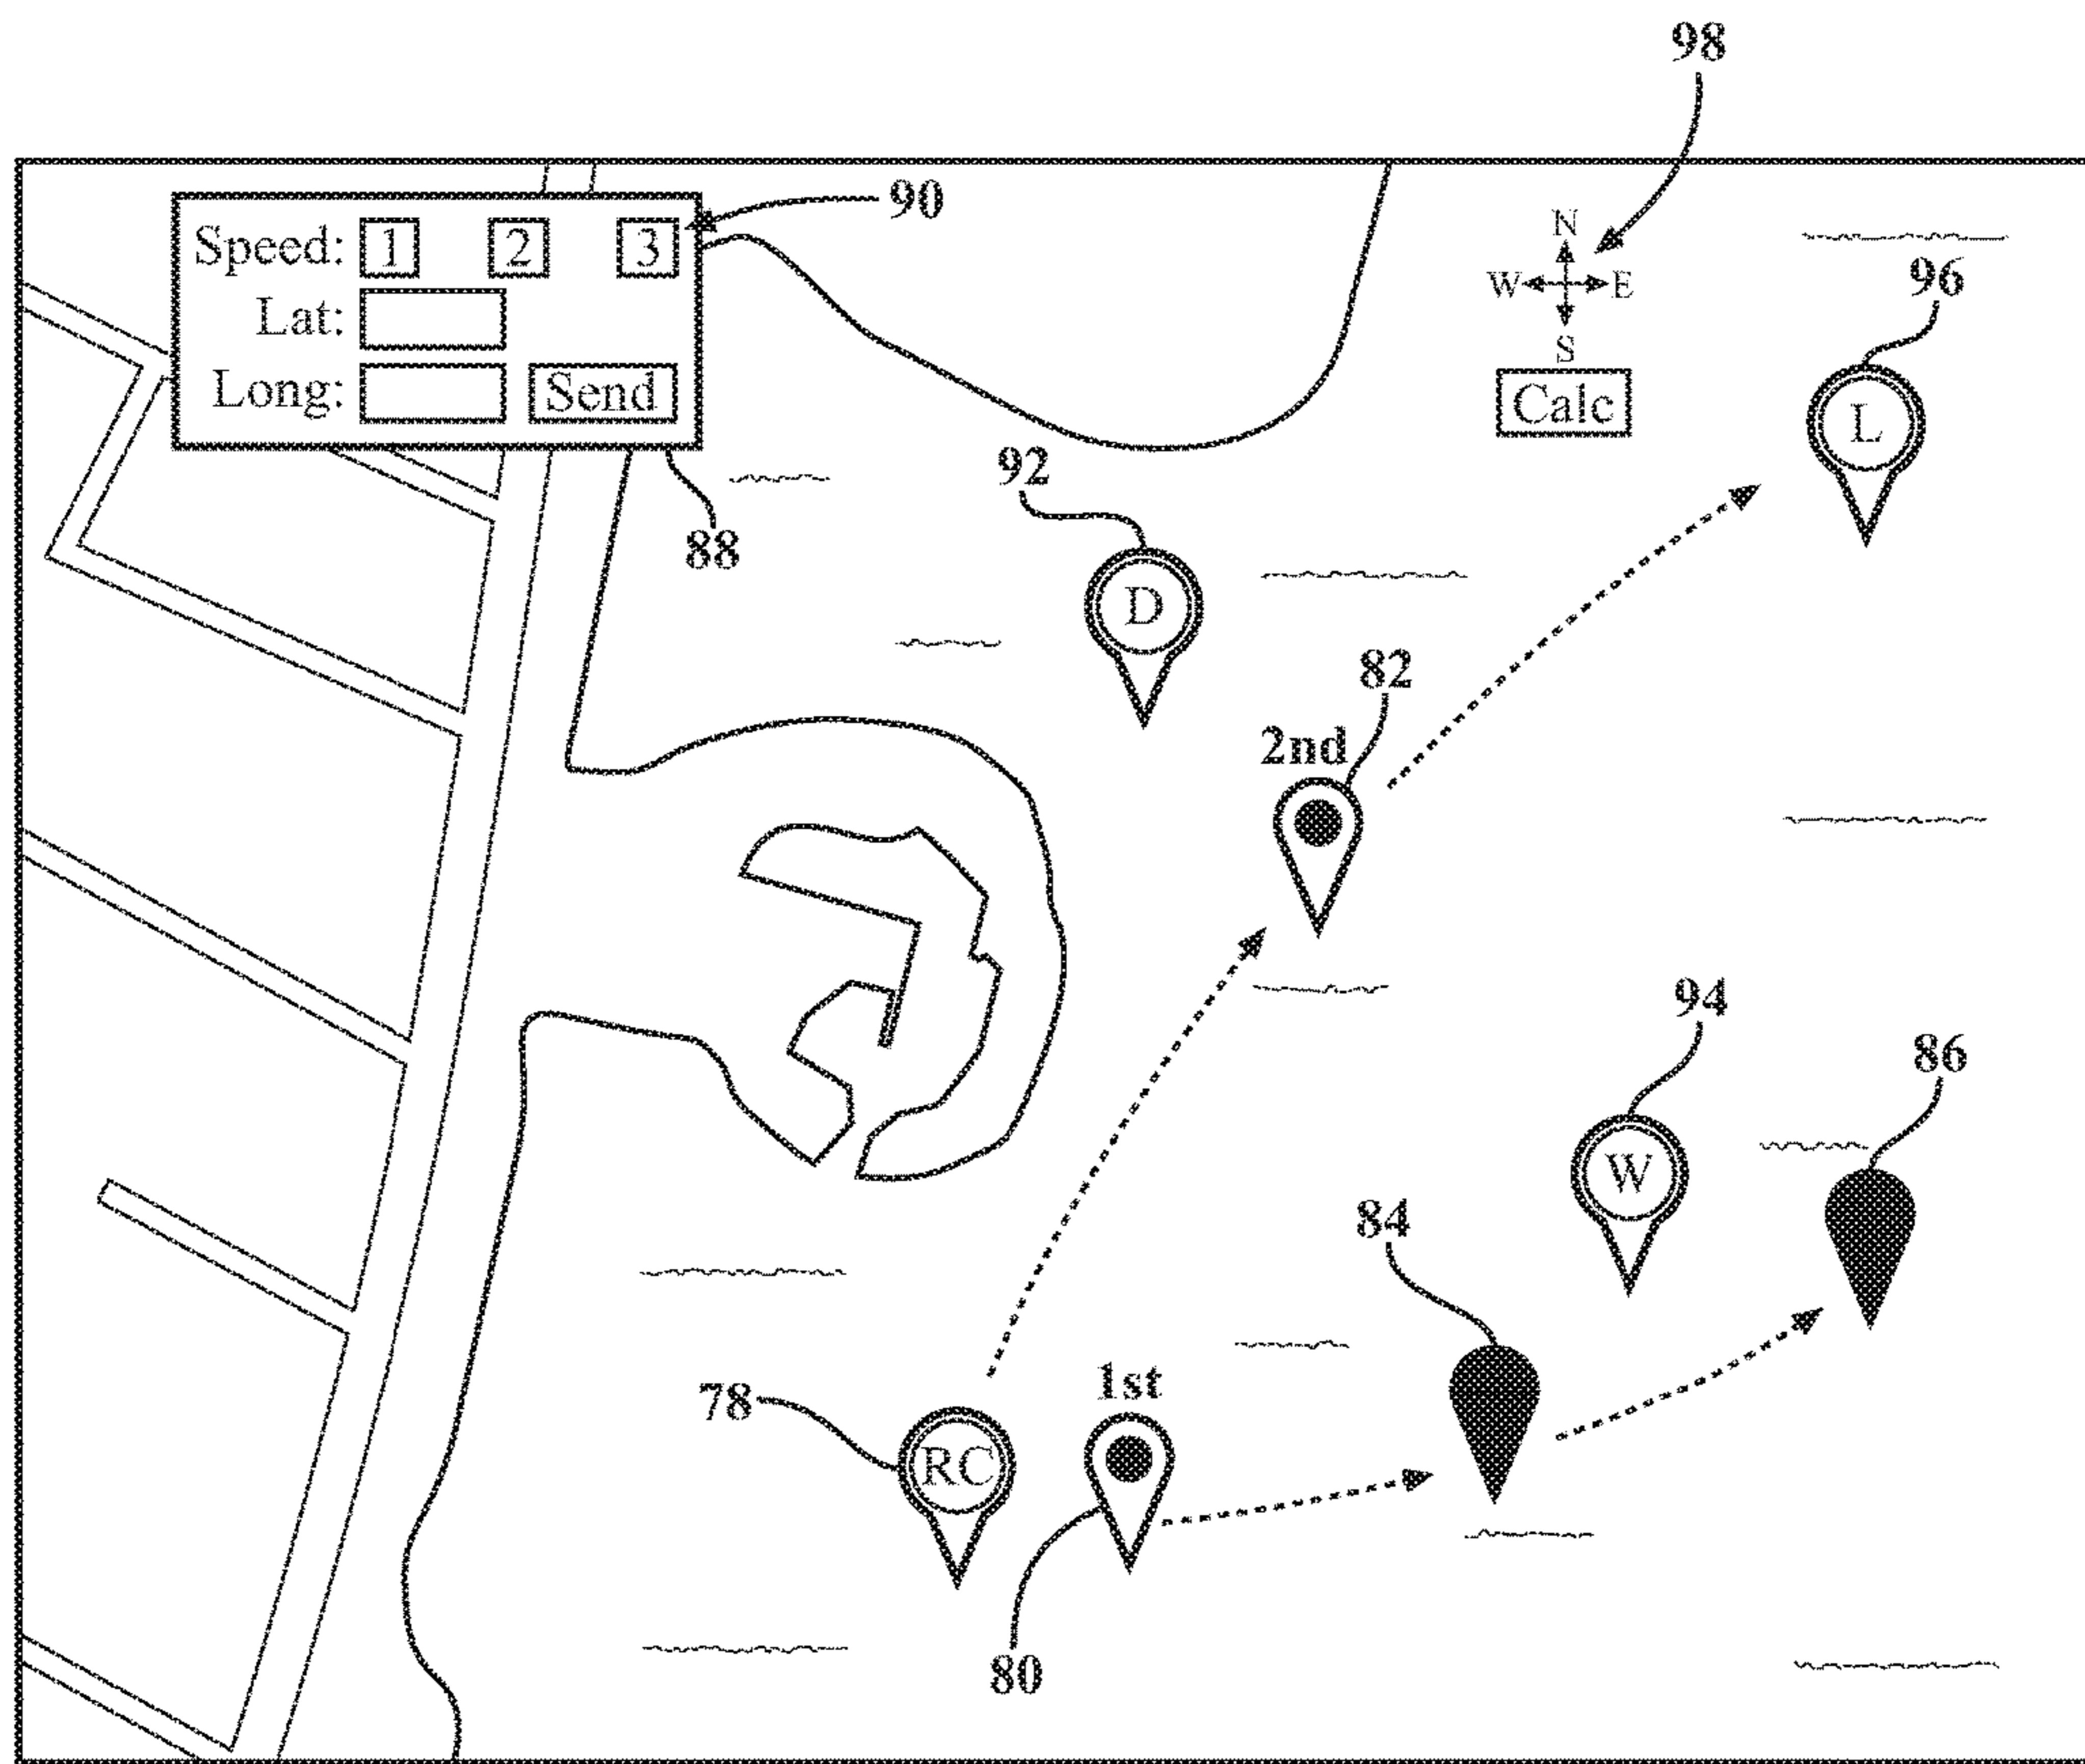 98
90
Speed: 1 2 3
Lat:
Long: Send
88
N
W E
S
Calc
96
L
92
D
82
2nd
94
W
86
84
78
RC
1st
80